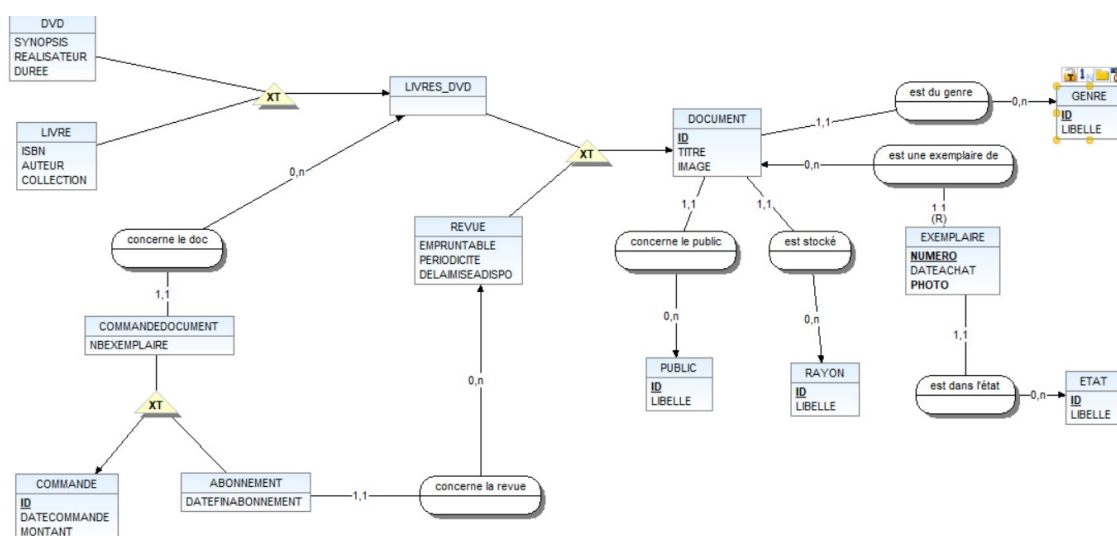 DVD
SYNOPSIS
REALISATEUR
DUREE
XT
LIVRES_DVD
LIVRE
ISBN
AUTEUR
COLLECTION
XT
DOCUMENT
ID
TITRE
IMAGE
1,1
est du genre
0,n
GENRE
ID
LIBELLE
0,n
est une exemplaire de
1,1
(R)
EXEMPLAIRE
NUMERO
DATEACHAT
PHOTO
0,n
concerne le doc
1,1
COMMANDEDOCUMENT
NBEXEMPLAIRE
REVUE
EMPRUNTABLE
PERIODICITE
DELAIMISEADISPO
1,1
concerne le public
0,n
PUBLIC
ID
LIBELLE
1,1
est stocké
0,n
RAYON
ID
LIBELLE
1,1
est dans l'état
0,n
ETAT
ID
LIBELLE
XT
COMMANDE
ID
DATECOMMANDE
MONTANT
ABONNEMENT
DATEFINABONNEMENT
1,1
concerne la revue
0,n